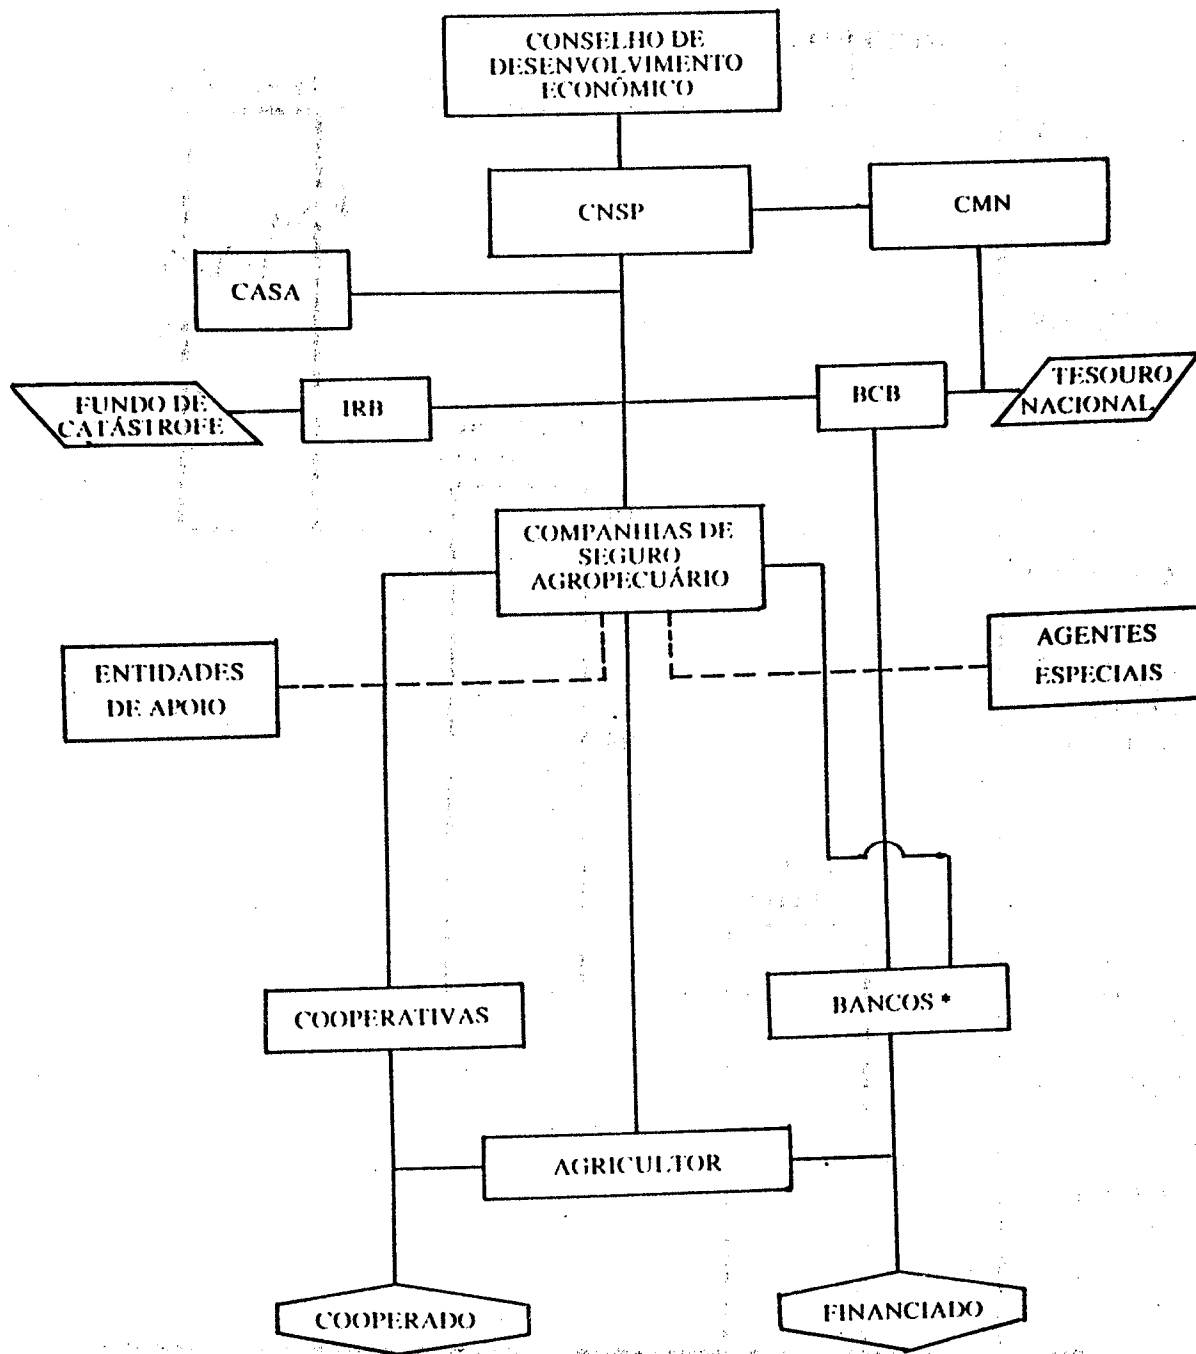 CONSELHO DE
DESENVOLVIMENTO
ECONÔMICO
CNSP
CMN
CASA
FUNDO DE
CATÁSTROFE
IRB
BCB
TESOURO
NACIONAL
COMPANHIAS DE
SEGURO
AGROPECUÁRIO
ENTIDADES
DE APOIO
AGENTES
ESPECIAIS
COOPERATIVAS
BANCOS *
AGRICULTOR
COOPERADO
FINANCIADO